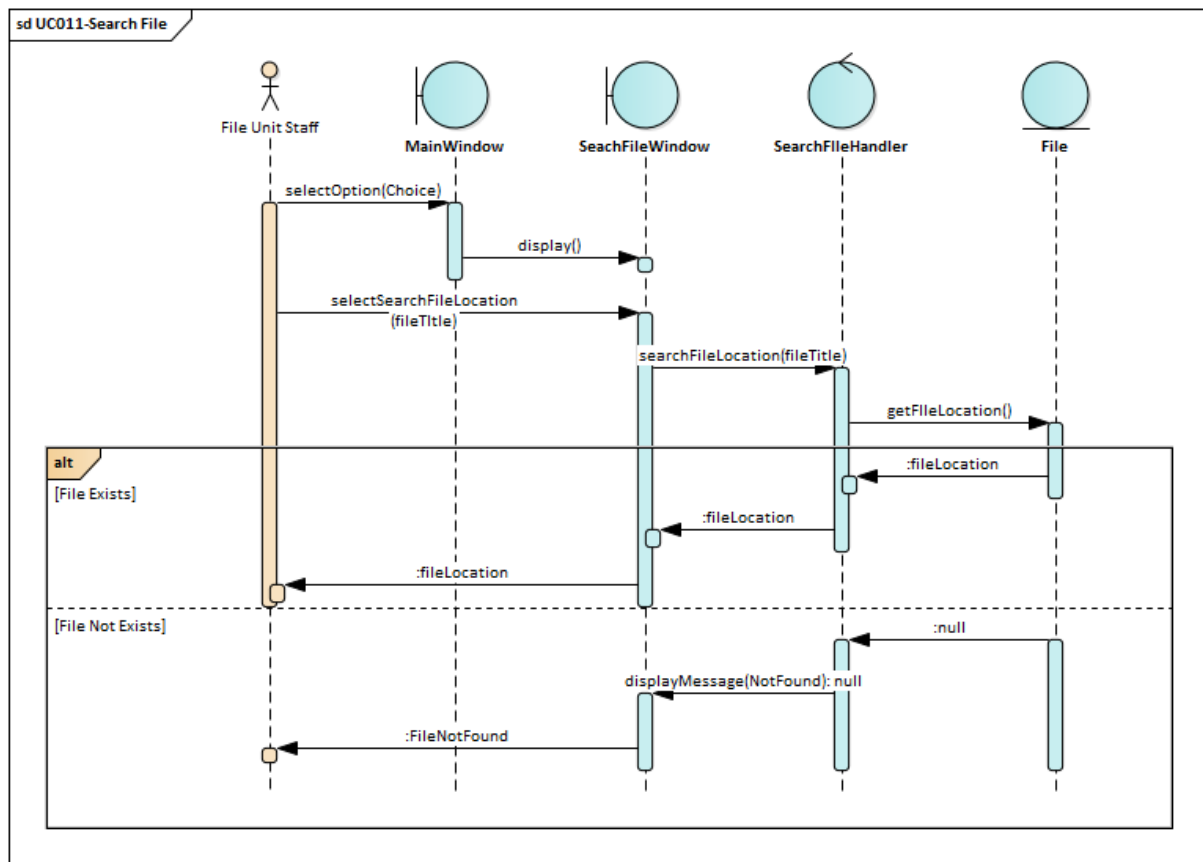 sd UC011-Search File
File Unit Staff
MainWindow
SeachFileWindow
SearchFIleHandler
File
selectOption(Choice)
display()
selectSearchFileLocation
(fileTItle)
searchFileLocation(fileTitle)
getFIleLocation()
alt
[File Exists]
:fileLocation
:fileLocation
:fileLocation
[File Not Exists]
:null
displayMessage(NotFound): null
:FileNotFound